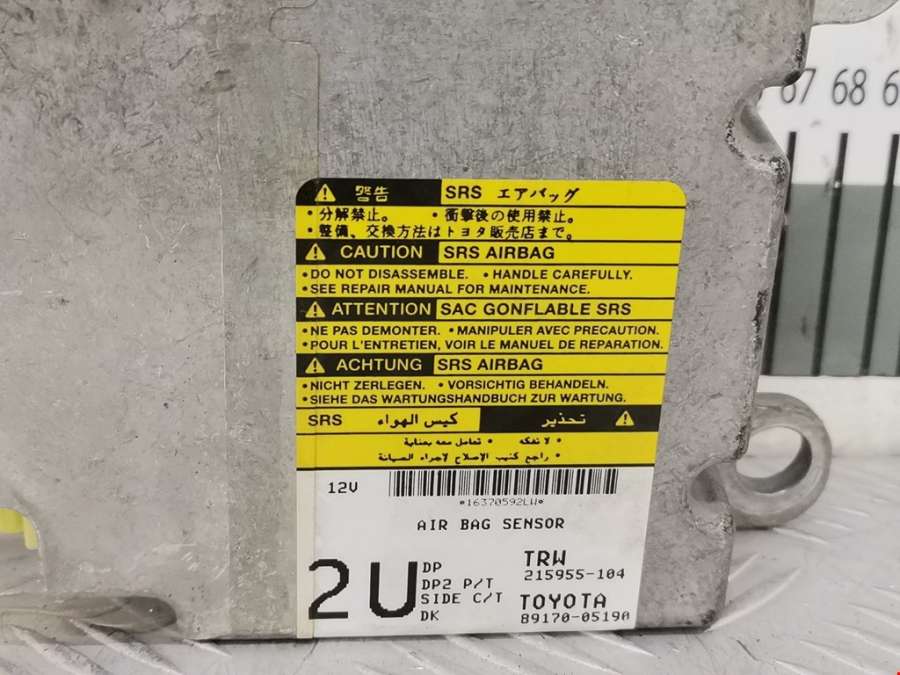 67 68 6
警告 SRS エアバッグ
・分解禁止。 ・衝撃後の使用禁止。
・整備、交換方法はトヨタ販売店まで。
CAUTION SRS AIRBAG
•DO NOT DISASSEMBLE. •HANDLE CAREFULLY.
•SEE REPAIR MANUAL FOR MAINTENANCE.
ATTENTION SAC GONFLABLE SRS
•NE PAS DEMONTER. •MANIPULER AVEC PRECAUTION.
•POUR L'ENTRETIEN, VOIR LE MANUEL DE REPARATION.
ACHTUNG SRS AIRBAG
•NICHT ZERLEGEN. •VORSICHTIG BEHANDELN.
•SIEHE DAS WARTUNGSHANDBUCH ZUR WARTUNG.
تحذير كيس الهواء SRS
• لا تفكه • تعامل معه بعناية
• راجع كتيب الإصلاح لاجراء الصيانة
12V
*16370592LW*
AIR BAG SENSOR
2U
DP
DP2 P/T
SIDE C/T
DK
TRW
215955-104
TOYOTA
89170-05190